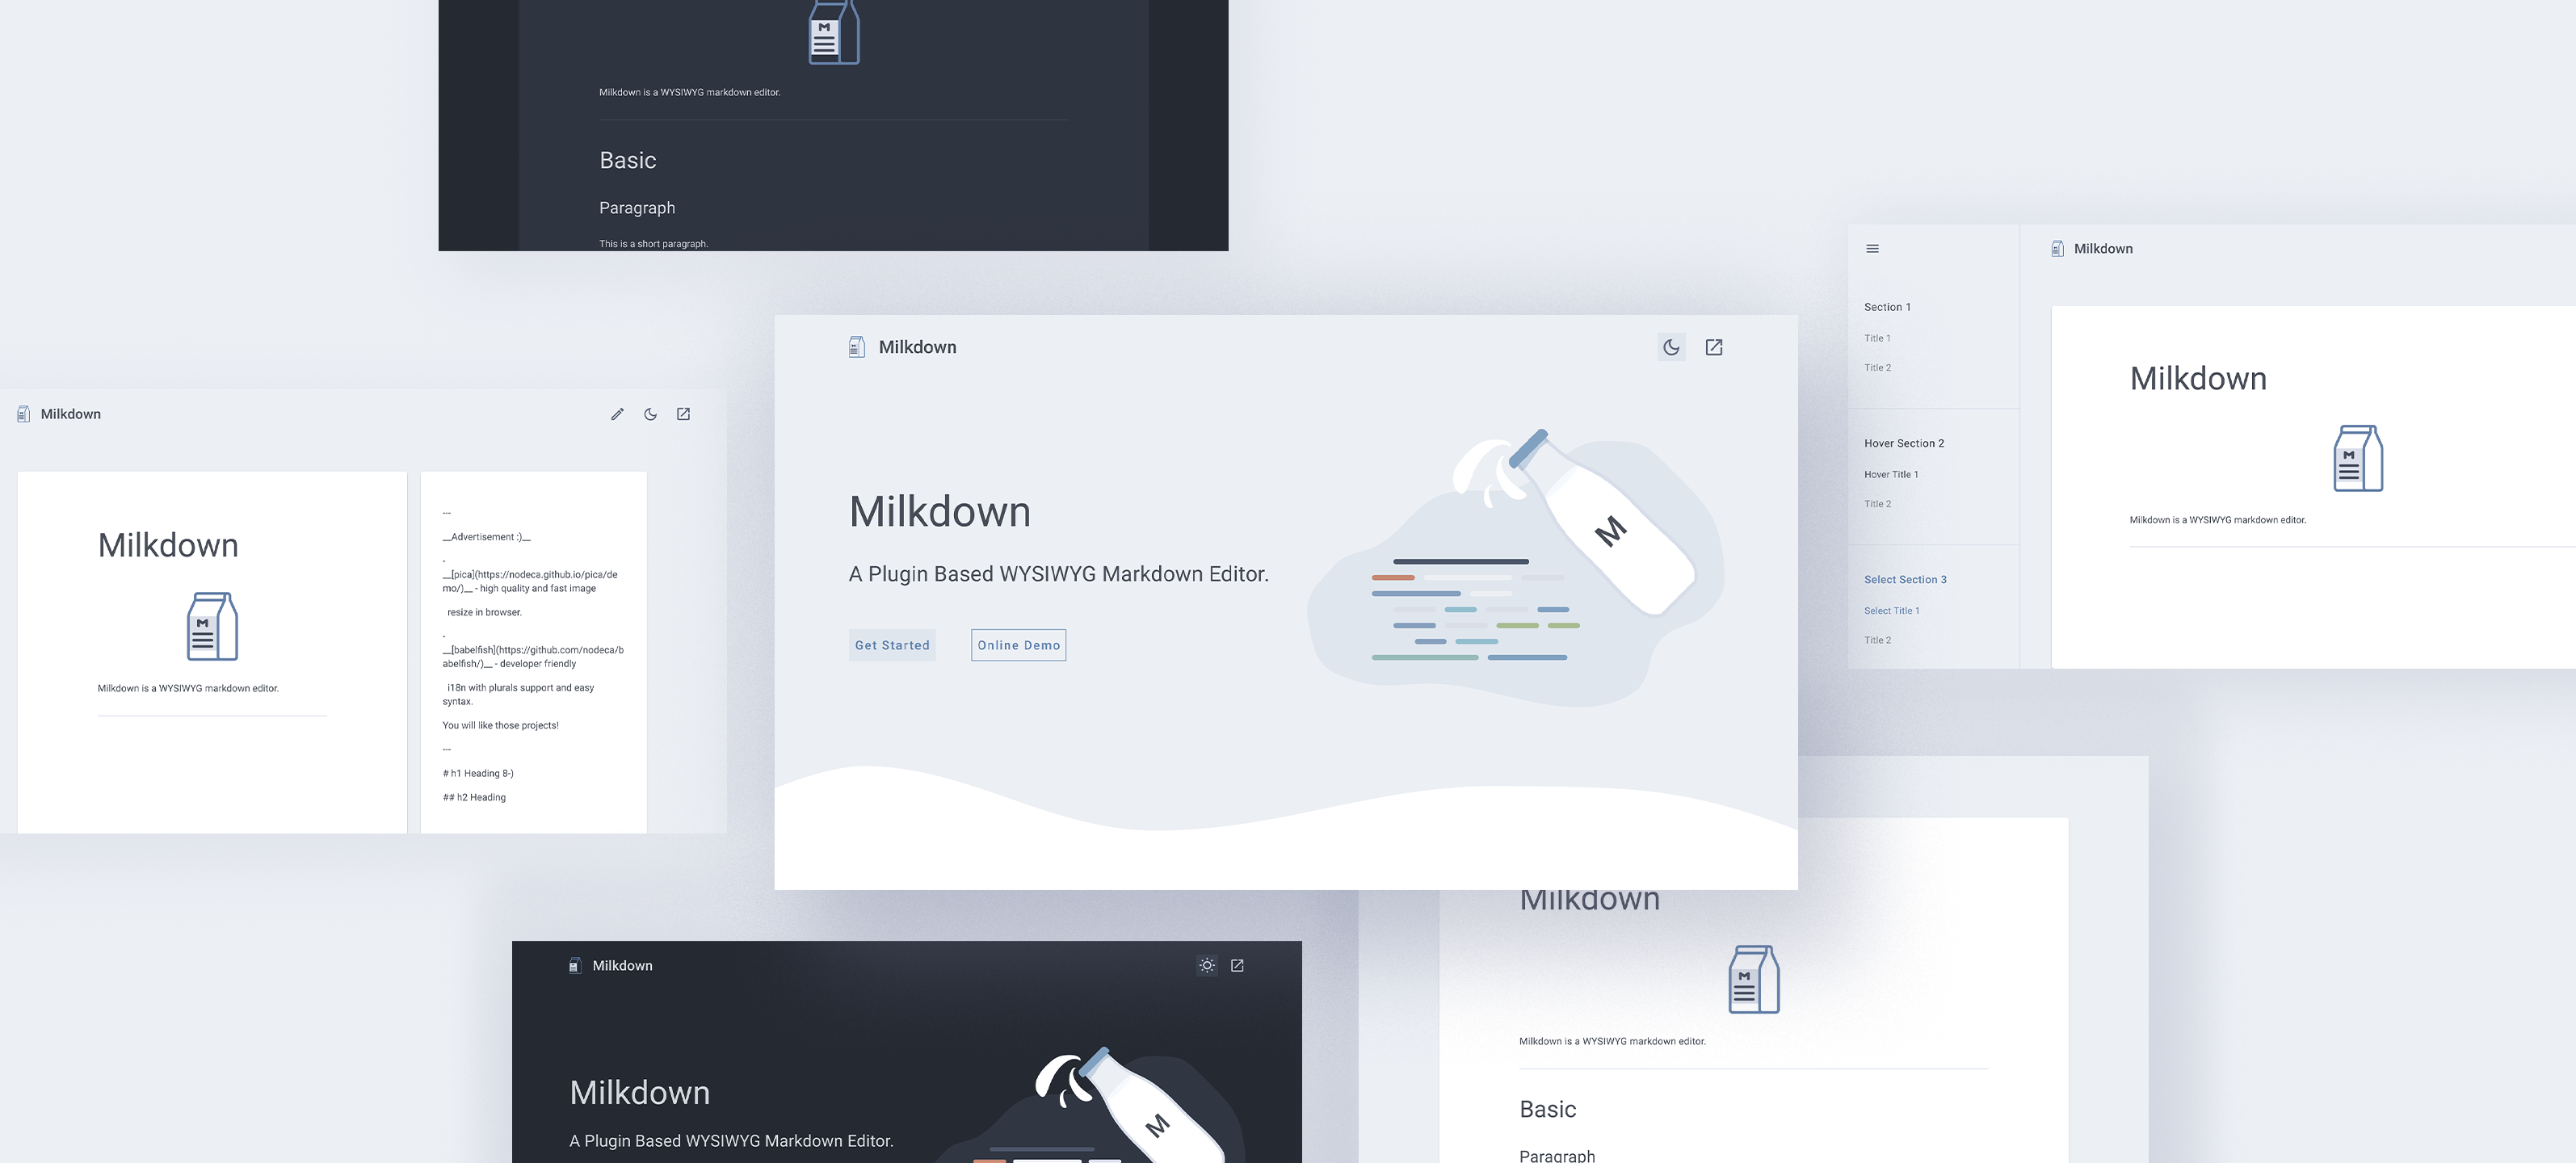 M
Milkdown is a WYSIWYG markdown editor.
Basic
Paragraph
This is a short paragraph.
Milkdown
Section 1
Title 1
Title 2
Hover Section 2
Hover Title 1
Title 2
Select Section 3
Select Title 1
Title 2
Milkdown
M
Milkdown is a WYSIWYG markdown editor.
Milkdown
Milkdown
A Plugin Based WYSIWYG Markdown Editor.
Get Started
Online Demo
M
Milkdown
Milkdown
M
Milkdown is a WYSIWYG markdown editor.
---
__Advertisement :)__
-
__[pica](https://nodeca.github.io/pica/de
mo/)__ - high quality and fast image
resize in browser.
-
__[babelfish](https://github.com/nodeca/b
abelfish/)__ - developer friendly
i18n with plurals support and easy
syntax.
You will like those projects!
---
# h1 Heading 8-)
## h2 Heading
Milkdown
Milkdown
A Plugin Based WYSIWYG Markdown Editor.
M
Milkdown
M
Milkdown is a WYSIWYG markdown editor.
Basic
Paragraph